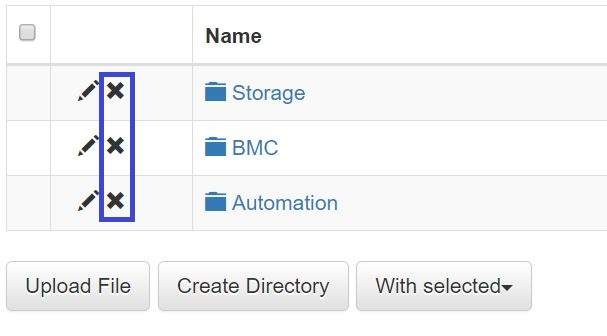 Name
Storage
BMC
Automation
Upload File Create Directory With selected